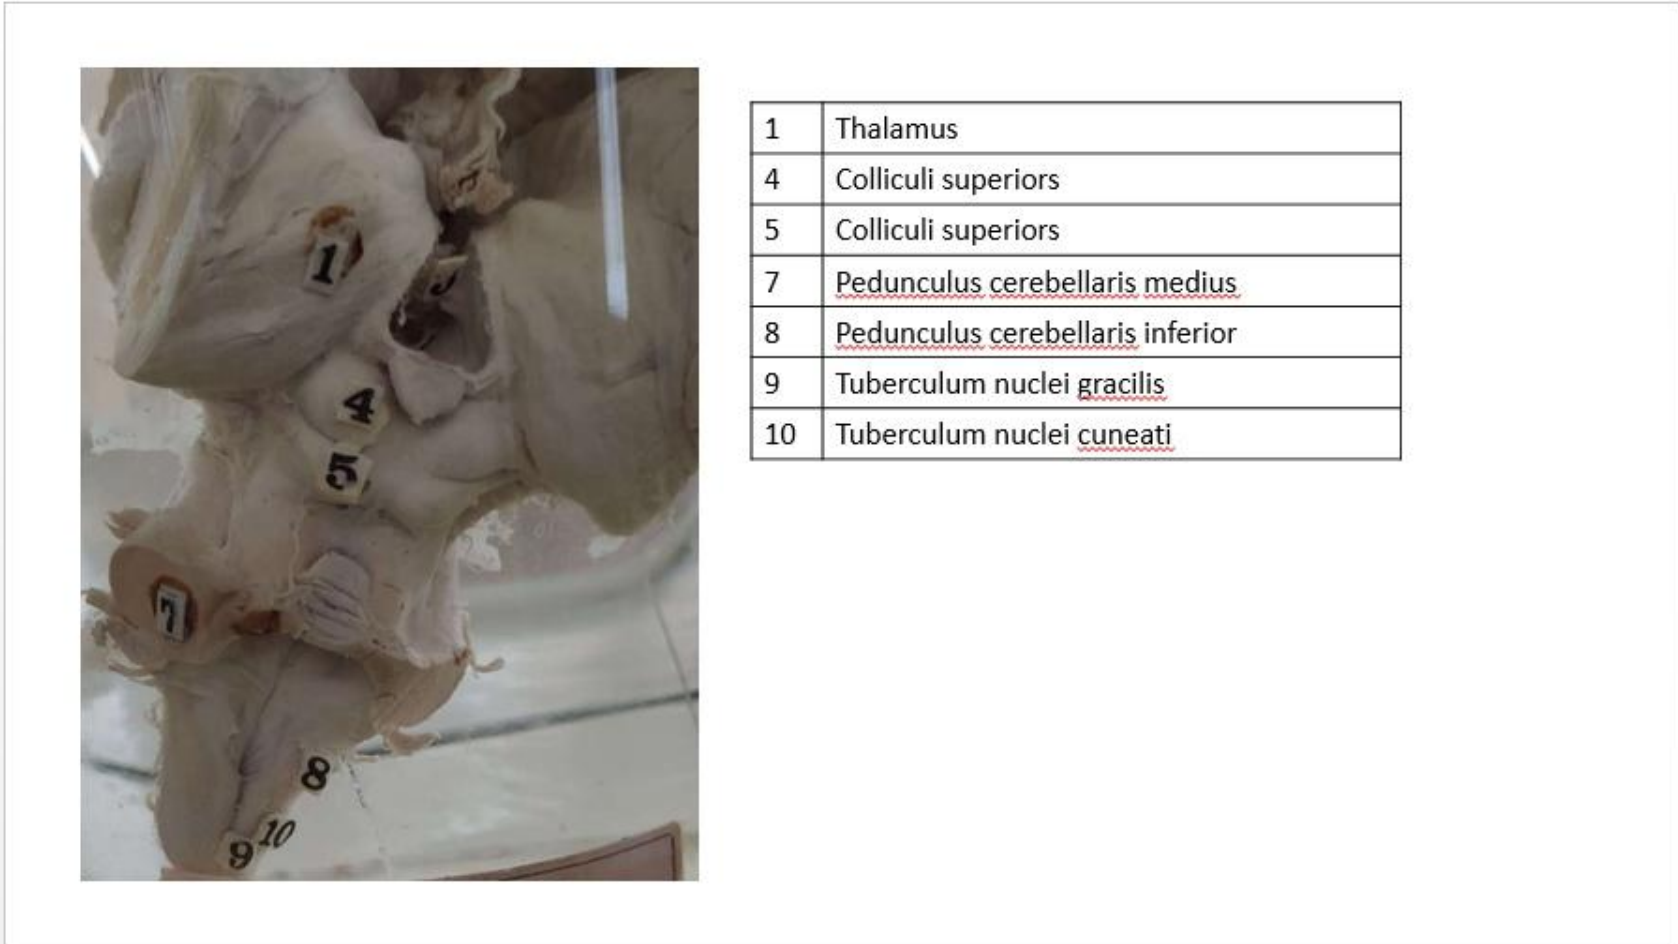 1
4
5
7
8
10
9
1 Thalamus
4 Colliculi superiors
5 Colliculi superiors
7 Pedunculus cerebellaris medius
8 Pedunculus cerebellaris inferior
9 Tuberculum nuclei gracilis
10 Tuberculum nuclei cuneati